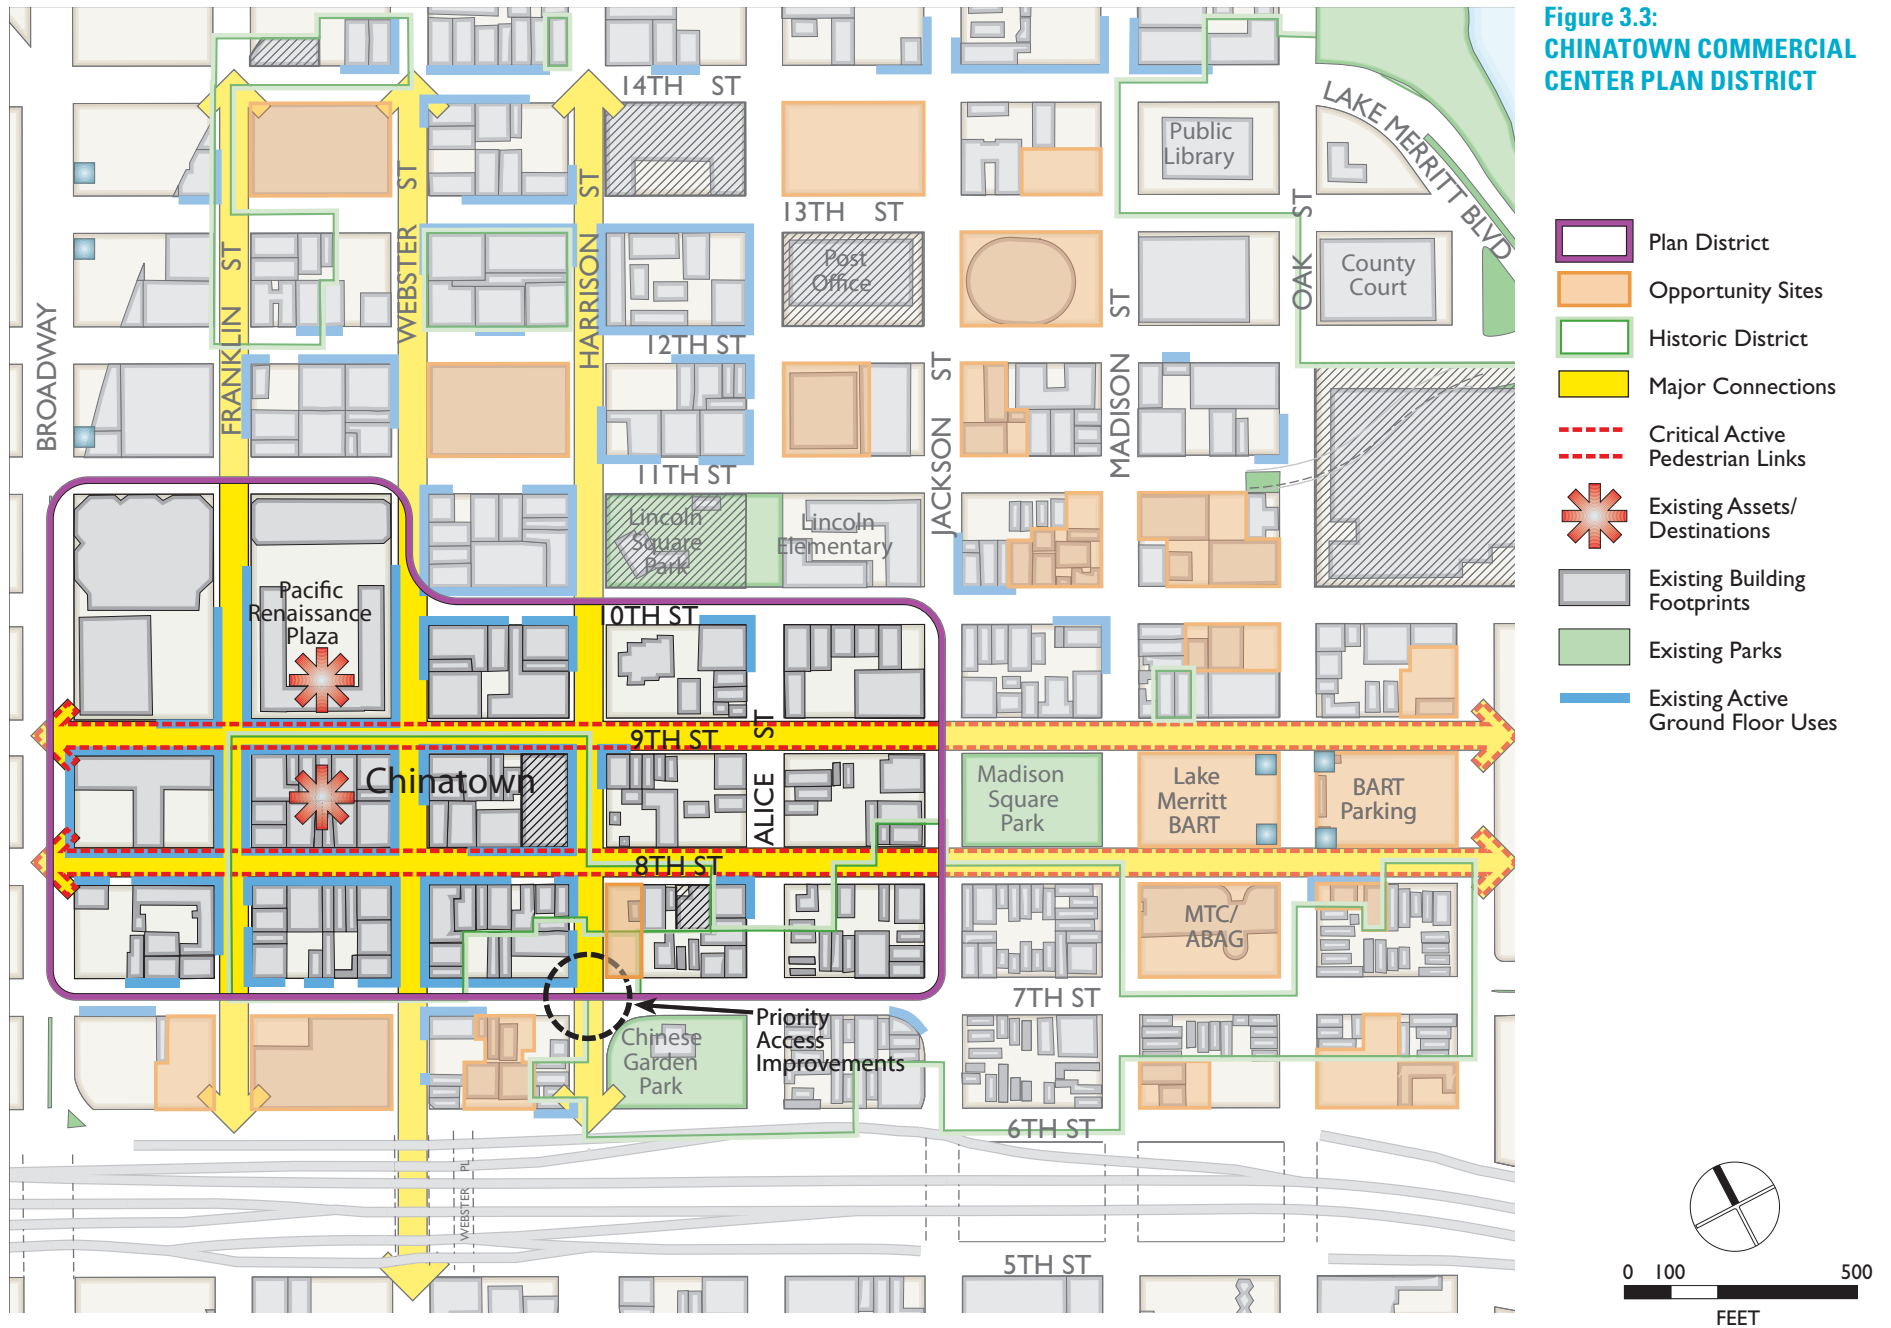 Figure 3.3:
CHINATOWN COMMERCIAL
CENTER PLAN DISTRICT
14TH ST
LAKE MERRITT BLVD
Public
Library
13TH ST
Post
Office
County
Court
OAK ST
BROADWAY
FRANKLIN ST
WEBSTER ST
HARRISON ST
12TH ST
JACKSON ST
MADISON ST
11TH ST
Lincoln
Square
Park
Lincoln
Elementary
Pacific
Renaissance
Plaza
10TH ST
9TH ST
ALICE ST
Chinatown
Madison
Square
Park
Lake
Merritt
BART
BART
Parking
8TH ST
MTC/
ABAG
7TH ST
Priority
Access
Improvements
Chinese
Garden
Park
6TH ST
WEBSTER PL
5TH ST
Plan District
Opportunity Sites
Historic District
Major Connections
Critical Active
Pedestrian Links
Existing Assets/
Destinations
Existing Building
Footprints
Existing Parks
Existing Active
Ground Floor Uses
0 100 500
FEET